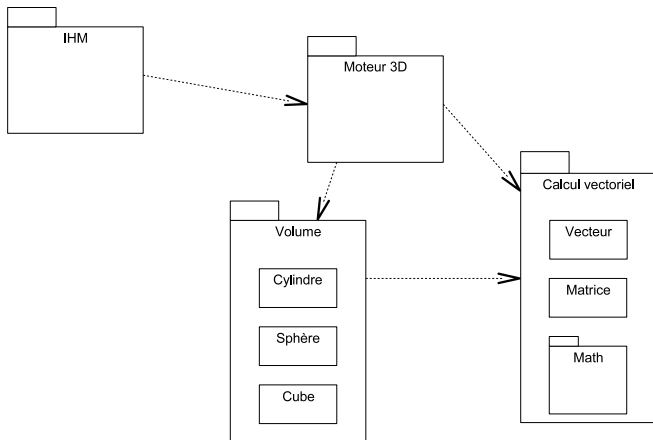 IHM
Moteur 3D
Calcul vectoriel
Vecteur
Matrice
Math
Volume
Cylindre
Sphère
Cube